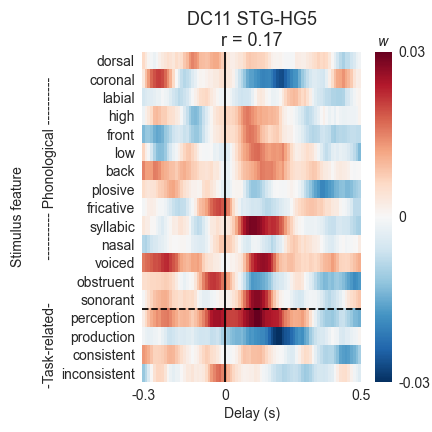 DC11 STG-HG5
r = 0.17
w
dorsal
coronal
labial
high
front
low
back
plosive
fricative
syllabic
nasal
voiced
obstruent
sonorant
perception
production
consistent
inconsistent
Stimulus feature
-Task-related- ---------- Phonological ----------
-0.3 0 0.5
Delay (s)
0.03
0
-0.03